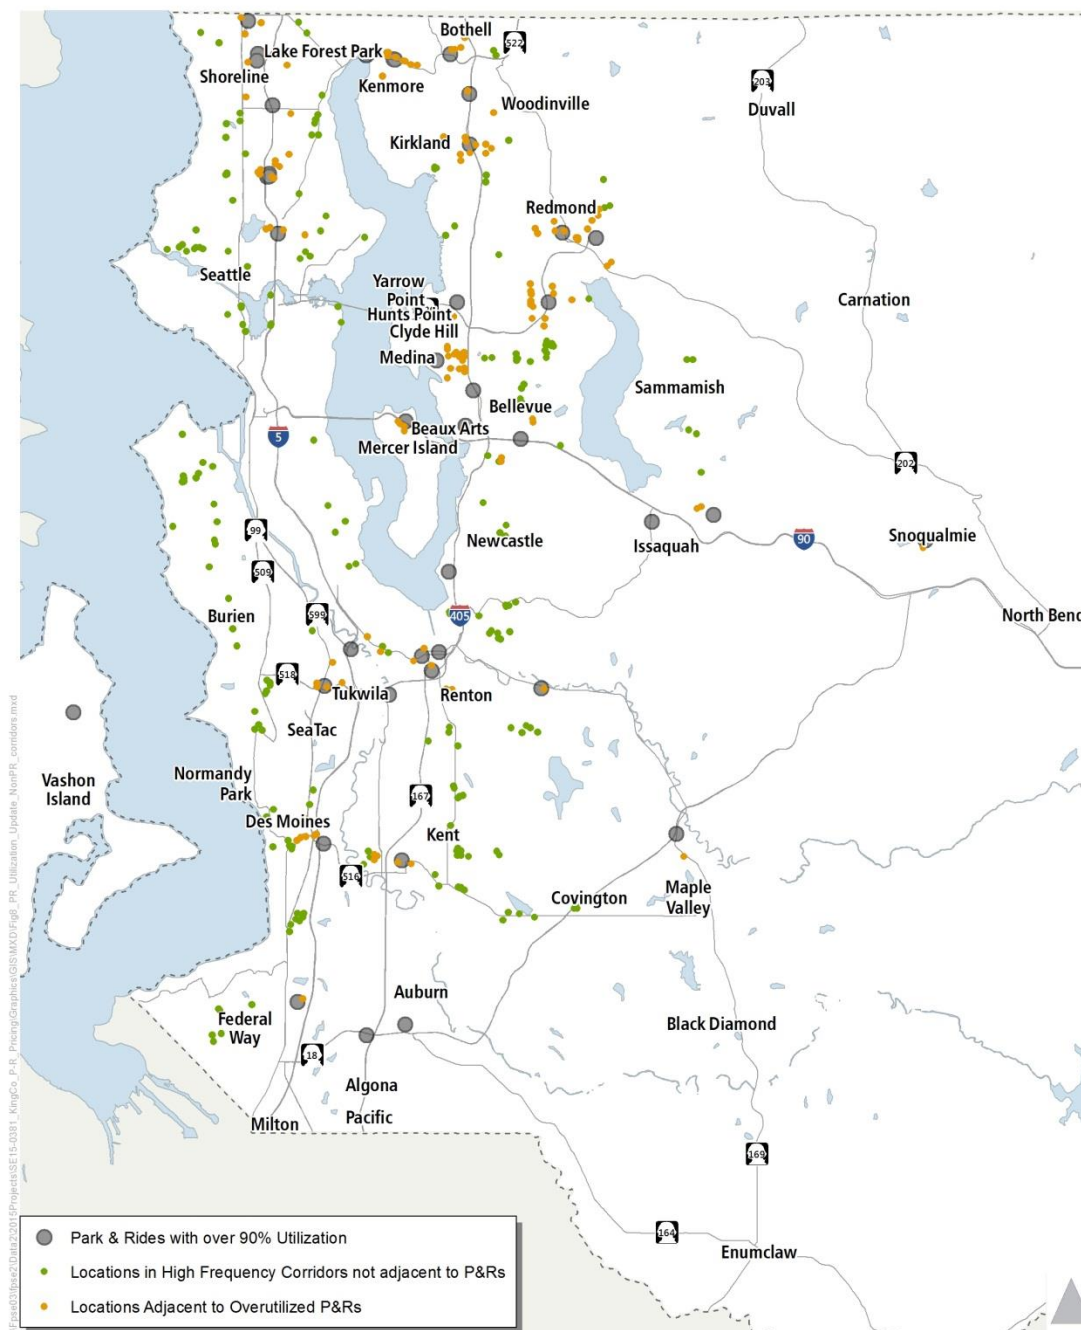 Bothell
522
Lake Forest Park
203
Shoreline
Kenmore
Woodinville
Duvall
Kirkland
Redmond
Seattle
Yarrow
Point
Hunts Point
Clyde Hill
Carnation
Medina
Sammamish
Bellevue
5
Beaux Arts
Mercer Island
202
99
Newcastle
Issaquah
90
Snoqualmie
509
Burien
599
405
North Bend
518
Tukwila
Renton
SeaTac
Vashon
Island
Normandy
Park
167
Des Moines
Kent
516
Covington
Maple
Valley
Auburn
Federal
Way
Black Diamond
18
Algona
Pacific
Milton
169
164
Enumclaw
Park & Rides with over 90% Utilization
Locations in High Frequency Corridors not adjacent to P&Rs
Locations Adjacent to Overutilized P&Rs